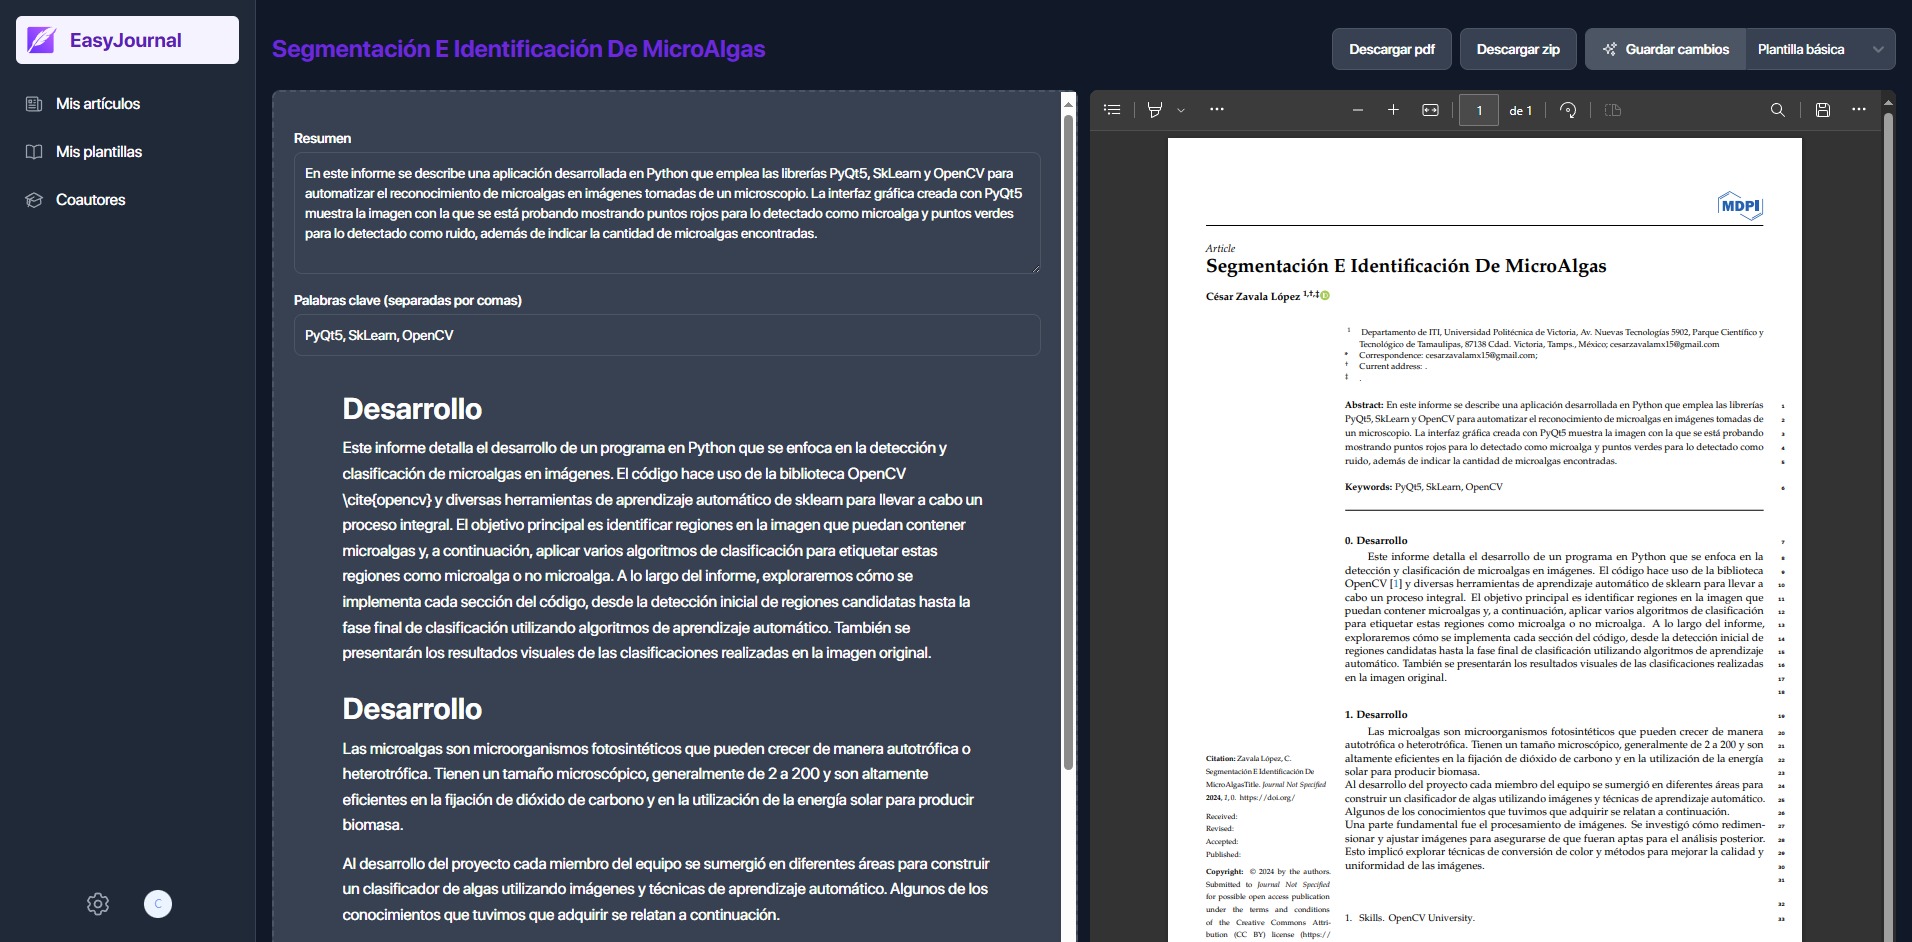 EasyJournal
Mis artículos
Mis plantillas
Coautores
C
Segmentación E Identificación De MicroAlgas
Descargar pdf
Descargar zip
Guardar cambios
Plantilla básica
Resumen
En este informe se describe una aplicación desarrollada en Python que emplea las librerías PyQt5, SkLearn y OpenCV para
automatizar el reconocimiento de microalgas en imágenes tomadas de un microscopio. La interfaz gráfica creada con PyQt5
muestra la imagen con la que se está probando mostrando puntos rojos para lo detectado como microalga y puntos verdes
para lo detectado como ruido, además de indicar la cantidad de microalgas encontradas.
Palabras clave (separadas por comas)
PyQt5, SkLearn, OpenCV
Desarrollo
Este informe detalla el desarrollo de un programa en Python que se enfoca en la detección y
clasificación de microalgas en imágenes. El código hace uso de la biblioteca OpenCV
\cite{opencv} y diversas herramientas de aprendizaje automático de sklearn para llevar a cabo un
proceso integral. El objetivo principal es identificar regiones en la imagen que puedan contener
microalgas y, a continuación, aplicar varios algoritmos de clasificación para etiquetar estas
regiones como microalga o no microalga. A lo largo del informe, exploraremos cómo se
implementa cada sección del código, desde la detección inicial de regiones candidatas hasta la
fase final de clasificación utilizando algoritmos de aprendizaje automático. También se
presentarán los resultados visuales de las clasificaciones realizadas en la imagen original.
Desarrollo
Las microalgas son microorganismos fotosintéticos que pueden crecer de manera autotrófica o
heterotrófica. Tienen un tamaño microscópico, generalmente de 2 a 200 y son altamente
eficientes en la fijación de dióxido de carbono y en la utilización de la energía solar para producir
biomasa.
Al desarrollo del proyecto cada miembro del equipo se sumergió en diferentes áreas para construir
un clasificador de algas utilizando imágenes y técnicas de aprendizaje automático. Algunos de los
conocimientos que tuvimos que adquirir se relatan a continuación.
1 de 1
MDPI
Article
Segmentación E Identificación De MicroAlgas
César Zavala López 1,†,‡
1 Departamento de ITI, Universidad Politécnica de Victoria, Av. Nuevas Tecnologías 5902, Parque Científico y
Tecnológico de Tamaulipas, 87138 Cdad. Victoria, Tamps., México; cesarzavalamx15@gmail.com
* Correspondence: cesarzavalamx15@gmail.com;
† Current address: .
‡ .
Abstract: En este informe se describe una aplicación desarrollada en Python que emplea las librerías 1
PyQt5, SkLearn y OpenCV para automatizar el reconocimiento de microalgas en imágenes tomadas de 2
un microscopio. La interfaz gráfica creada con PyQt5 muestra la imagen con la que se está probando 3
mostrando puntos rojos para lo detectado como microalga y puntos verdes para lo detectado como 4
ruido, además de indicar la cantidad de microalgas encontradas. 5
Keywords: PyQt5, SkLearn, OpenCV 6
0. Desarrollo 7
Este informe detalla el desarrollo de un programa en Python que se enfoca en la 8
detección y clasificación de microalgas en imágenes. El código hace uso de la biblioteca 9
OpenCV [1] y diversas herramientas de aprendizaje automático de sklearn para llevar a 10
cabo un proceso integral. El objetivo principal es identificar regiones en la imagen que 11
puedan contener microalgas y, a continuación, aplicar varios algoritmos de clasificación 12
para etiquetar estas regiones como microalga o no microalga. A lo largo del informe, 13
exploraremos cómo se implementa cada sección del código, desde la detección inicial de 14
regiones candidatas hasta la fase final de clasificación utilizando algoritmos de aprendizaje 15
automático. También se presentarán los resultados visuales de las clasificaciones realizadas 16
en la imagen original. 17
18
1. Desarrollo 19
Las microalgas son microorganismos fotosintéticos que pueden crecer de manera 20
autotrófica o heterotrófica. Tienen un tamaño microscópico, generalmente de 2 a 200 y son 21
altamente eficientes en la fijación de dióxido de carbono y en la utilización de la energía 22
solar para producir biomasa. 23
Al desarrollo del proyecto cada miembro del equipo se sumergió en diferentes áreas para 24
construir un clasificador de algas utilizando imágenes y técnicas de aprendizaje automático. 25
Algunos de los conocimientos que tuvimos que adquirir se relatan a continuación. 26
Una parte fundamental fue el procesamiento de imágenes. Se investigó cómo redimen- 27
sionar y ajustar imágenes para asegurarse de que fueran aptas para el análisis posterior. 28
Esto implicó explorar técnicas de conversión de color y métodos para mejorar la calidad y 29
uniformidad de las imágenes. 30
31
32
1. Skills. OpenCV University. 33
Citation: Zavala López, C.
Segmentación E Identificación De
MicroAlgasTitle. Journal Not Specified
2024, 1, 0. https://doi.org/
Received:
Revised:
Accepted:
Published:
Copyright: © 2024 by the authors.
Submitted to Journal Not Specified
for possible open access publication
under the terms and conditions
of the Creative Commons Attri-
bution (CC BY) license (https://